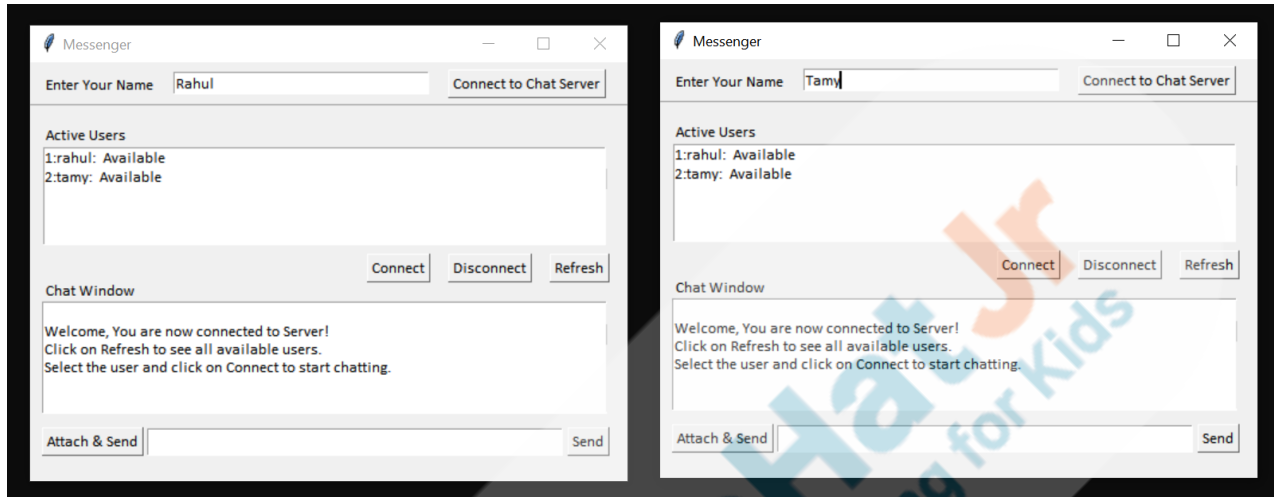 Messenger
Enter Your Name Rahul Connect to Chat Server
Active Users
1:rahul: Available
2:tamy: Available
Connect Disconnect Refresh
Chat Window
Welcome, You are now connected to Server!
Click on Refresh to see all available users.
Select the user and click on Connect to start chatting.
Attach & Send Send
Messenger
Enter Your Name Tamy Connect to Chat Server
Active Users
1:rahul: Available
2:tamy: Available
Connect Disconnect Refresh
Chat Window
Welcome, You are now connected to Server!
Click on Refresh to see all available users.
Select the user and click on Connect to start chatting.
Attach & Send Send
Hat Jr
for Kids